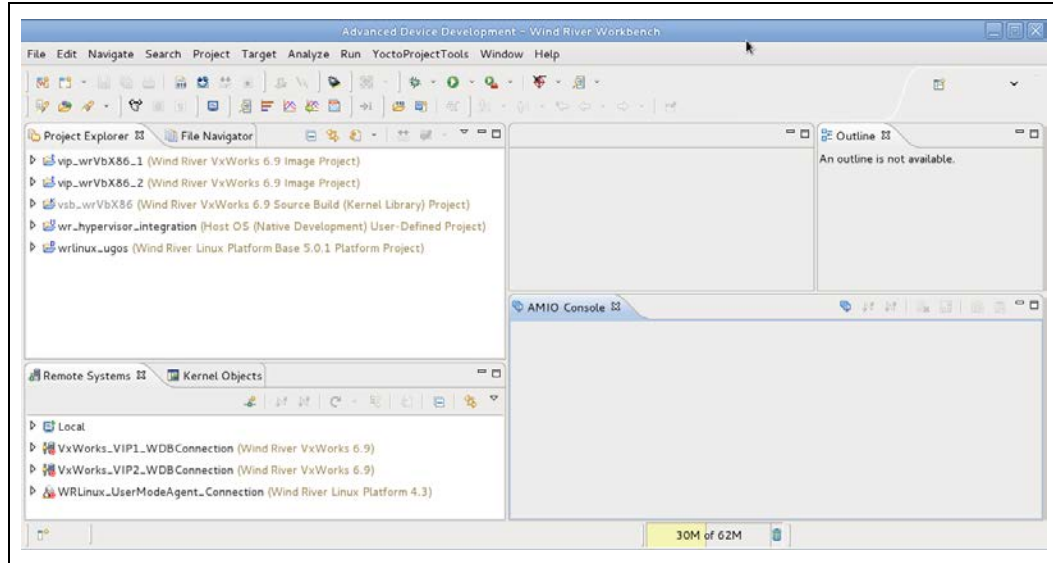 Advanced Device Development - Wind River Workbench
File Edit Navigate Search Project Target Analyze Run YoctoProjectTools Window Help
Project Explorer
File Navigator
vip_wrVbX86_1 (Wind River VxWorks 6.9 Image Project)
vip_wrVbX86_2 (Wind River VxWorks 6.9 Image Project)
vsb_wrVbX86 (Wind River VxWorks 6.9 Source Build (Kernel Library) Project)
wr_hypervisor_integration (Host OS (Native Development) User-Defined Project)
wrlinux_ugos (Wind River Linux Platform Base 5.0.1 Platform Project)
Outline
An outline is not available.
AMIO Console
Remote Systems
Kernel Objects
Local
VxWorks_VIP1_WDBConnection (Wind River VxWorks 6.9)
VxWorks_VIP2_WDBConnection (Wind River VxWorks 6.9)
WRLinux_UserModeAgent_Connection (Wind River Linux Platform 4.3)
30M of 62M